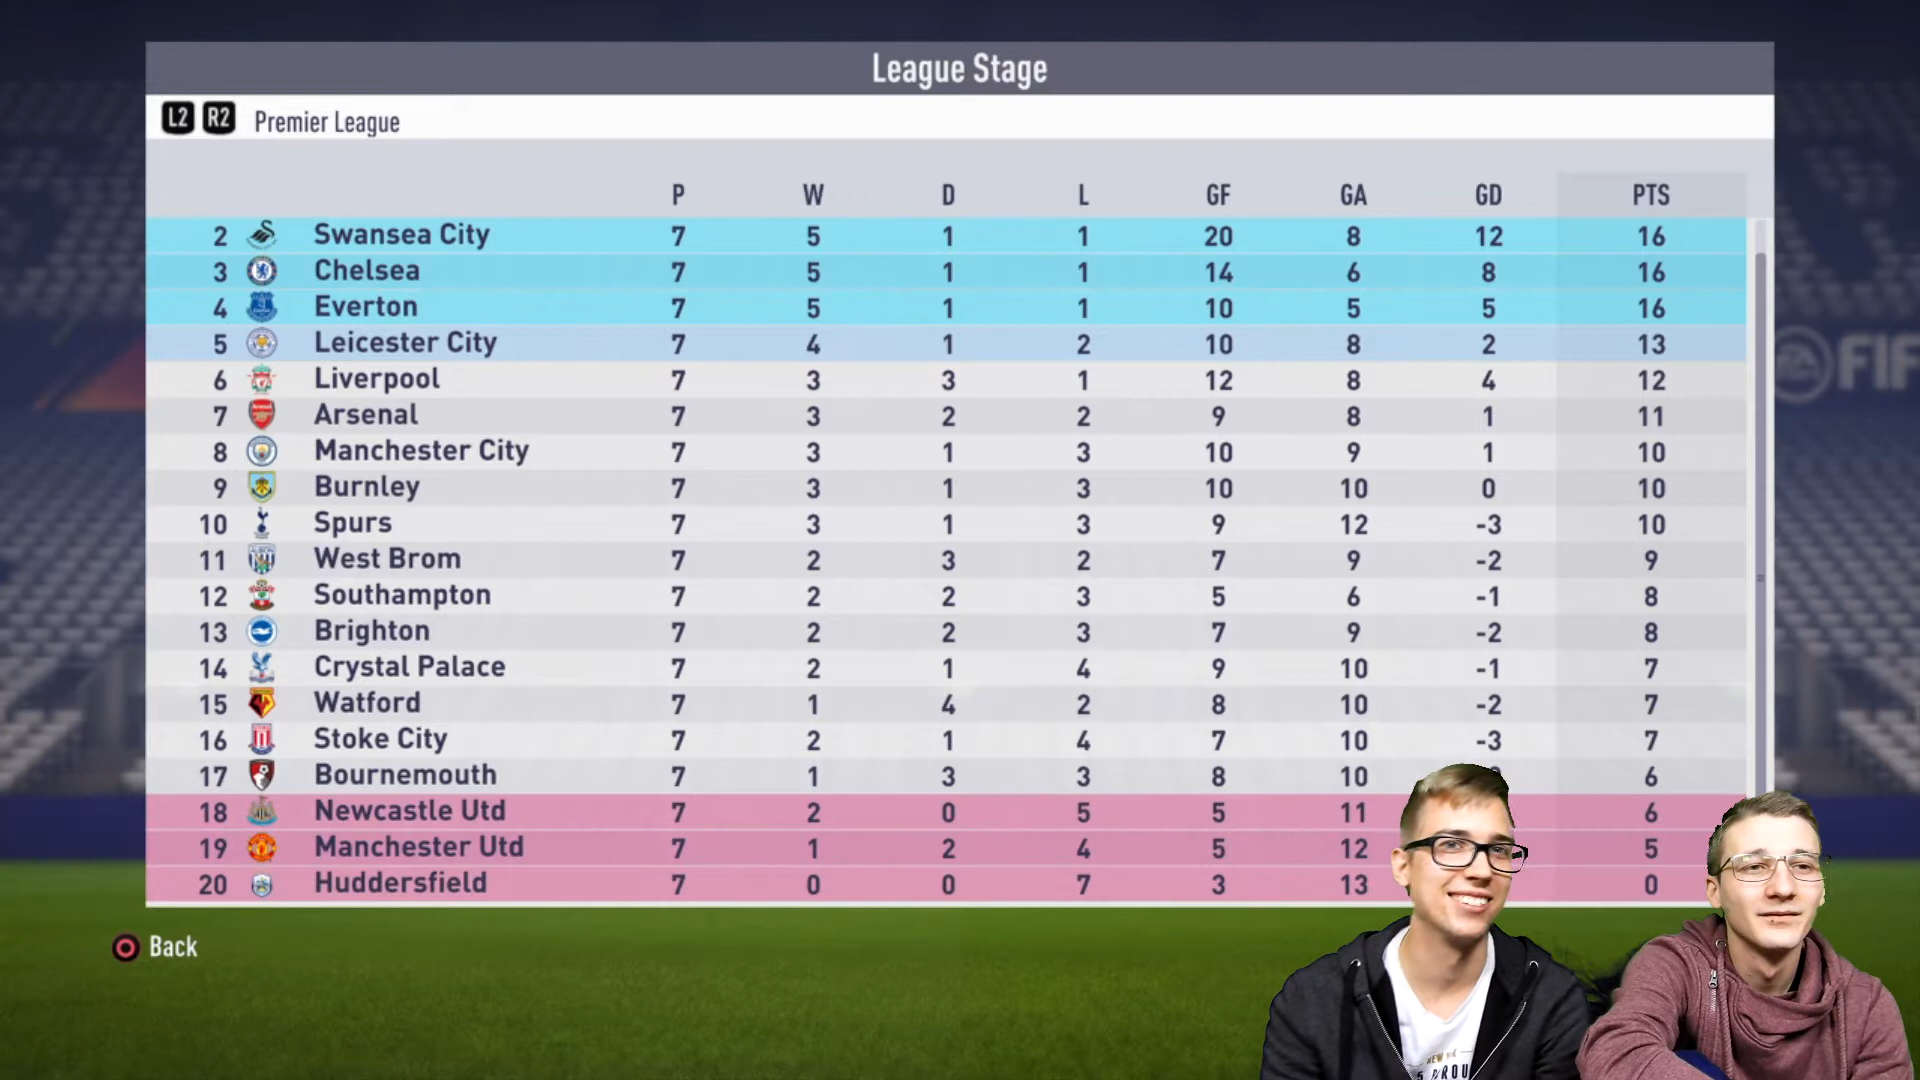 League Stage
L2 R2 Premier League
P W D L GF GA GD PTS
2 Swansea City 7 5 1 1 20 8 12 16
3 Chelsea 7 5 1 1 14 6 8 16
4 Everton 7 5 1 1 10 5 5 16
5 Leicester City 7 4 1 2 10 8 2 13
6 Liverpool 7 3 3 1 12 8 4 12
7 Arsenal 7 3 2 2 9 8 1 11
8 Manchester City 7 3 1 3 10 9 1 10
9 Burnley 7 3 1 3 10 10 0 10
10 Spurs 7 3 1 3 9 12 -3 10
11 West Brom 7 2 3 2 7 9 -2 9
12 Southampton 7 2 2 3 5 6 -1 8
13 Brighton 7 2 2 3 7 9 -2 8
14 Crystal Palace 7 2 1 4 9 10 -1 7
15 Watford 7 1 4 2 8 10 -2 7
16 Stoke City 7 2 1 4 7 10 -3 7
17 Bournemouth 7 1 3 3 8 10 6
18 Newcastle Utd 7 2 0 5 5 11 6
19 Manchester Utd 7 1 2 4 5 12 5
20 Huddersfield 7 0 0 7 3 13 0
Back
EA FIF
NEW